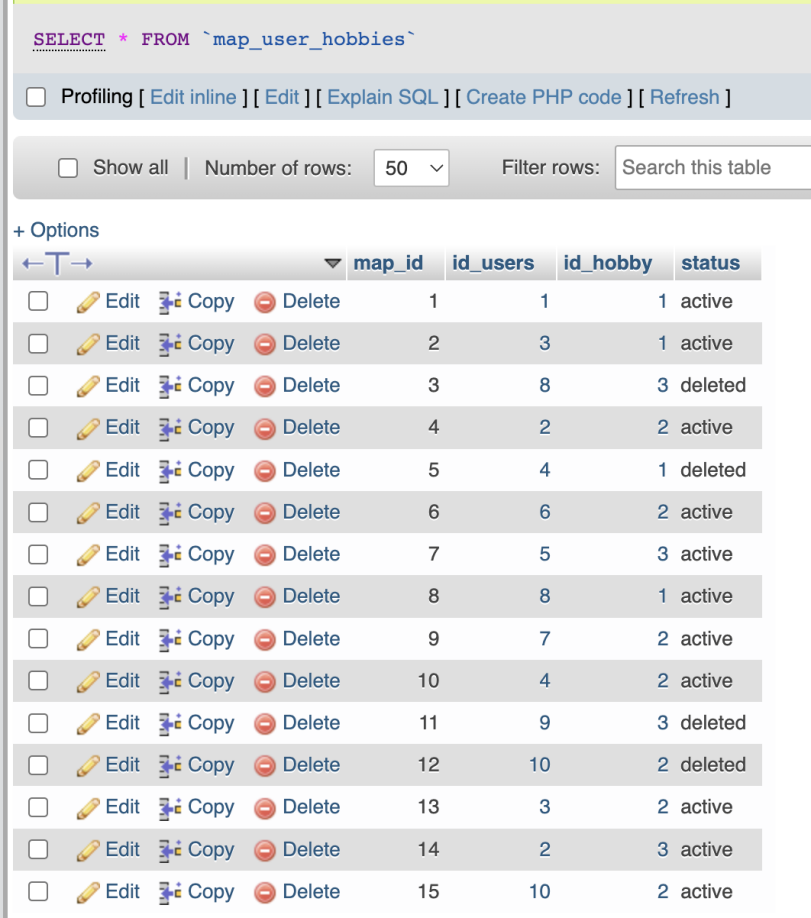 SELECT * FROM `map_user_hobbies`
Profiling [ Edit inline ] [ Edit ] [ Explain SQL ] [ Create PHP code ] [ Refresh ]
Show all | Number of rows: 50 Filter rows: Search this table
+ Options
←T→ map_id id_users id_hobby status
Edit Copy Delete 1 1 1 active
Edit Copy Delete 2 3 1 active
Edit Copy Delete 3 8 3 deleted
Edit Copy Delete 4 2 2 active
Edit Copy Delete 5 4 1 deleted
Edit Copy Delete 6 6 2 active
Edit Copy Delete 7 5 3 active
Edit Copy Delete 8 8 1 active
Edit Copy Delete 9 7 2 active
Edit Copy Delete 10 4 2 active
Edit Copy Delete 11 9 3 deleted
Edit Copy Delete 12 10 2 deleted
Edit Copy Delete 13 3 2 active
Edit Copy Delete 14 2 3 active
Edit Copy Delete 15 10 2 active